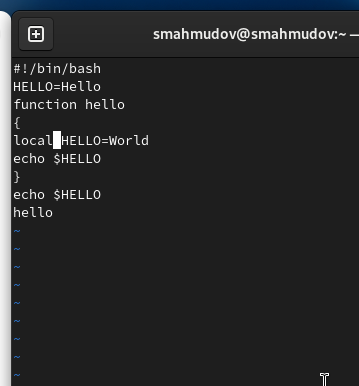 smahmudov@smahmudov:~ —
#!/bin/bash
HELLO=Hello
function hello
{
local HELLO=World
echo $HELLO
}
echo $HELLO
hello
~
~
~
~
~
~
~
~
~